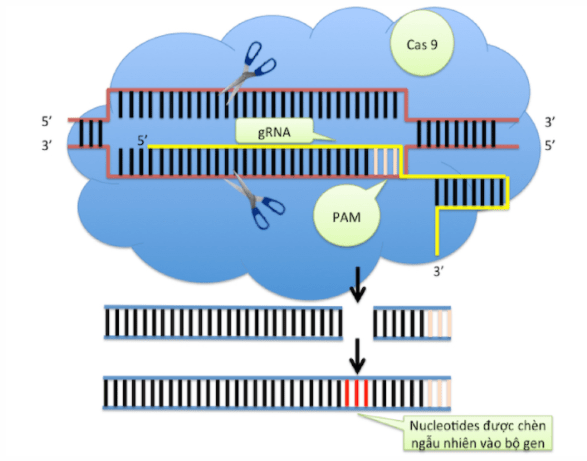 Cas 9
5’
3’
3’
5’
5’
gRNA
PAM
3’
Nucleotides được chèn
ngẫu nhiên vào bộ gen